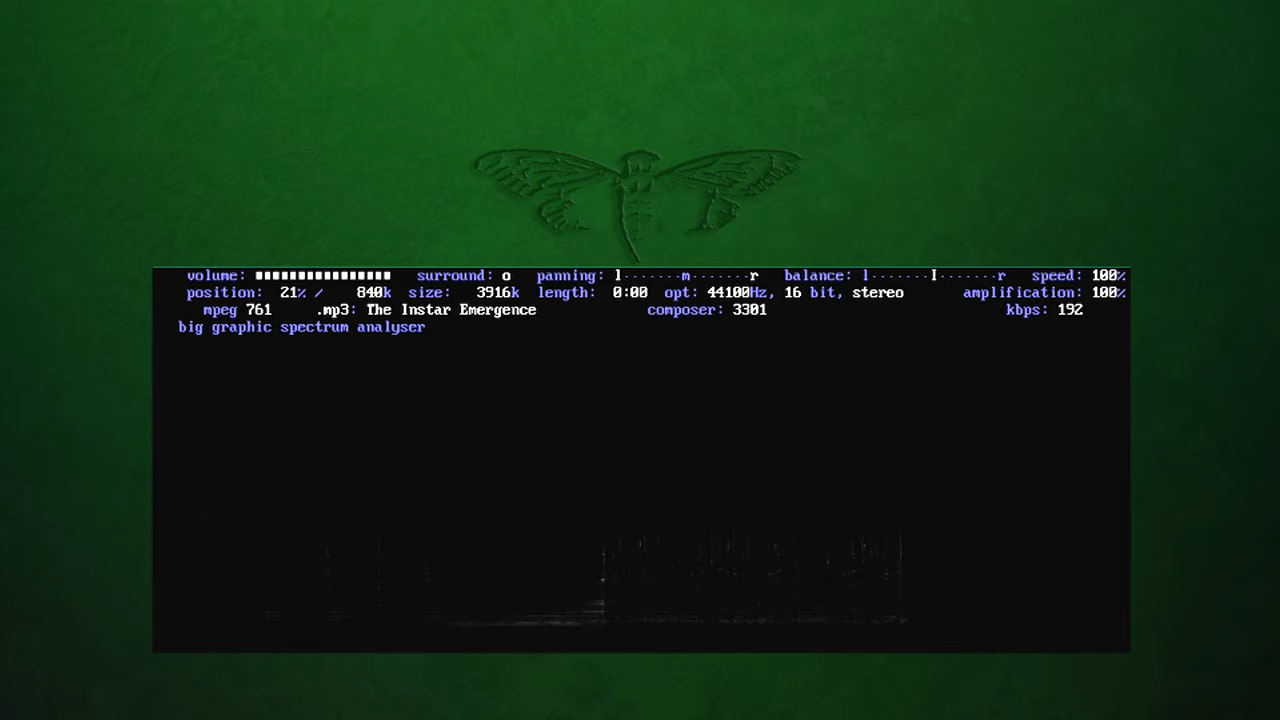 volume: ■■■■■■■■■■■■■■■■ surround: o panning: l·······m·······r balance: l·······I·······r speed: 100%
position: 21% / 840k size: 3916k length: 0:00 opt: 44100Hz, 16 bit, stereo amplification: 100%
mpeg 761 .mp3: The Instar Emergence composer: 3301 kbps: 192
big graphic spectrum analyser